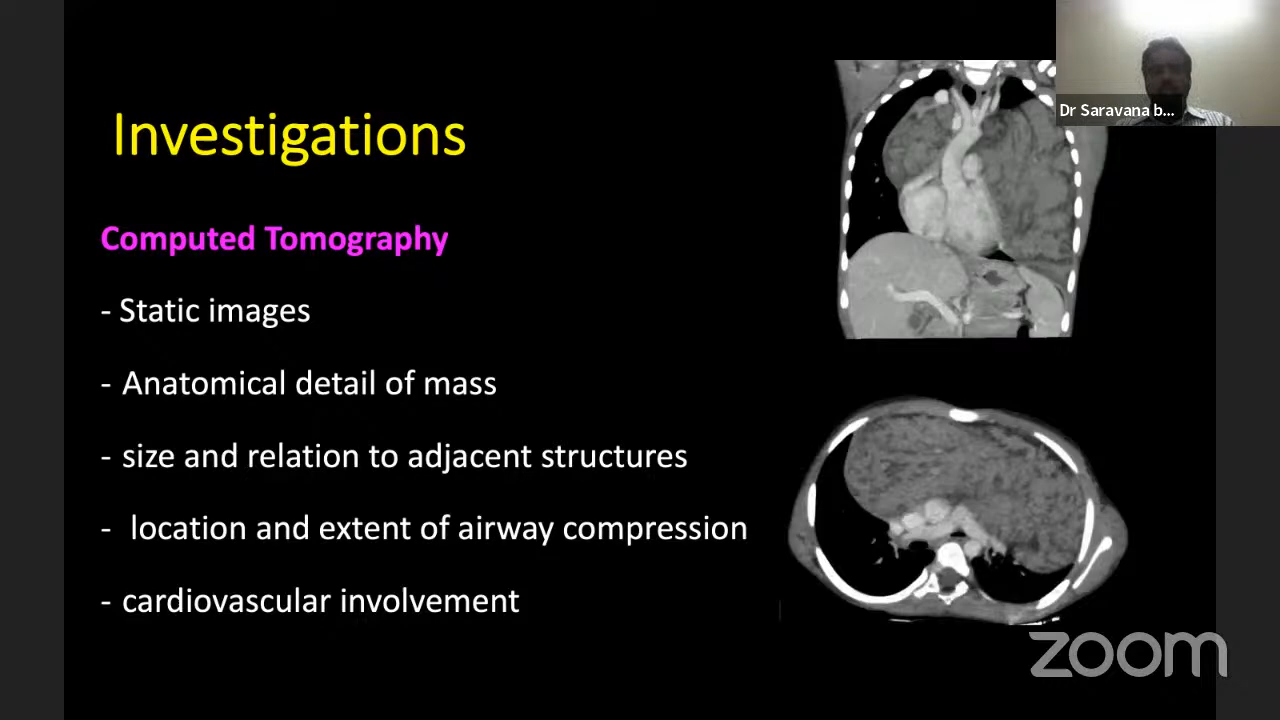 Investigations
Computed Tomography
- Static images
- Anatomical detail of mass
- size and relation to adjacent structures
- location and extent of airway compression
- cardiovascular involvement
Dr Saravana b...
zoom